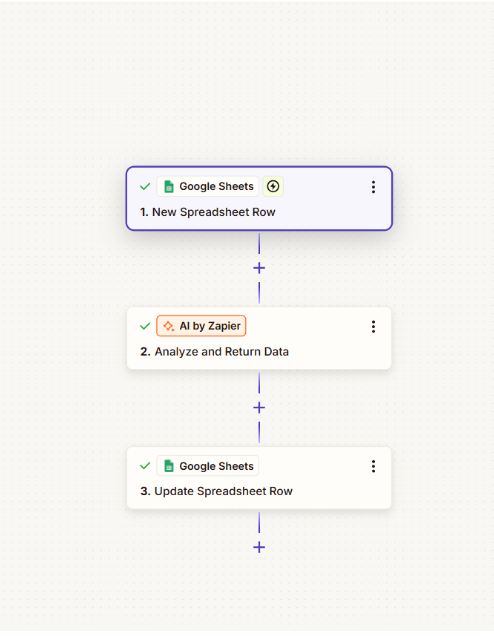 Google Sheets
1. New Spreadsheet Row
AI by Zapier
2. Analyze and Return Data
Google Sheets
3. Update Spreadsheet Row